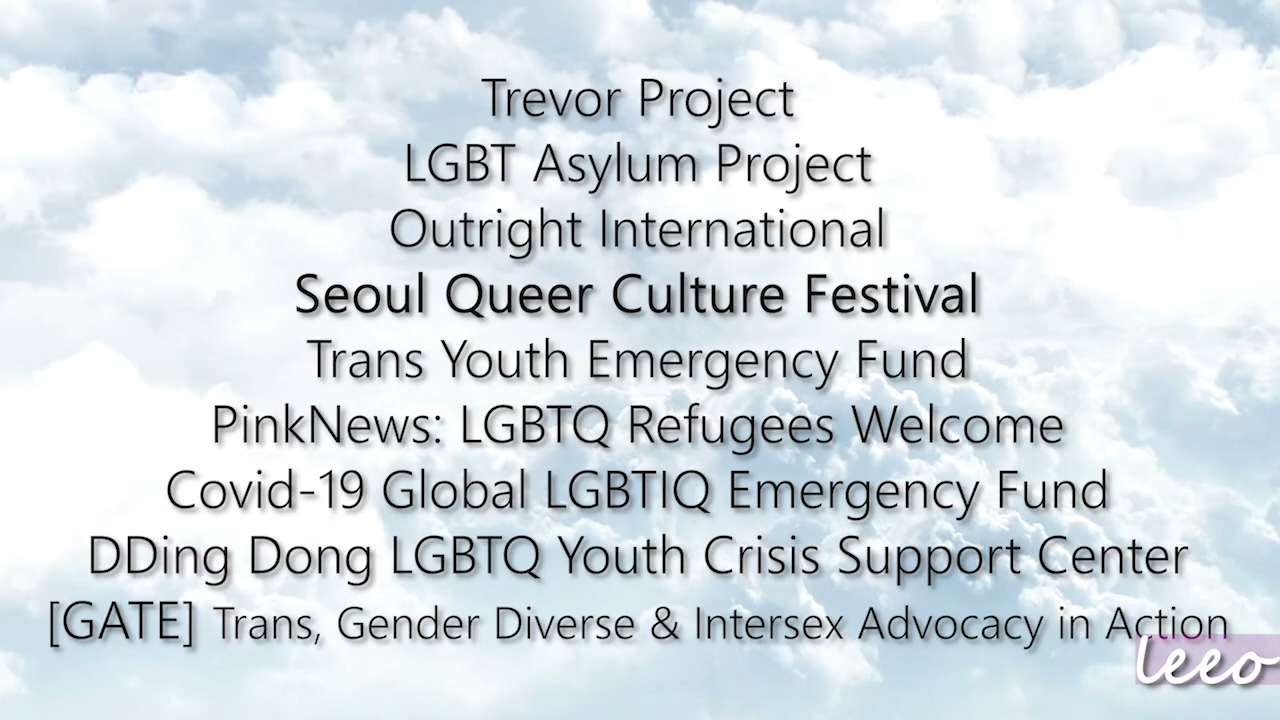 Trevor Project
LGBT Asylum Project
Outright International
Seoul Queer Culture Festival
Trans Youth Emergency Fund
PinkNews: LGBTQ Refugees Welcome
Covid-19 Global LGBTIQ Emergency Fund
DDing Dong LGBTQ Youth Crisis Support Center
[GATE] Trans, Gender Diverse & Intersex Advocacy in Action
leeo